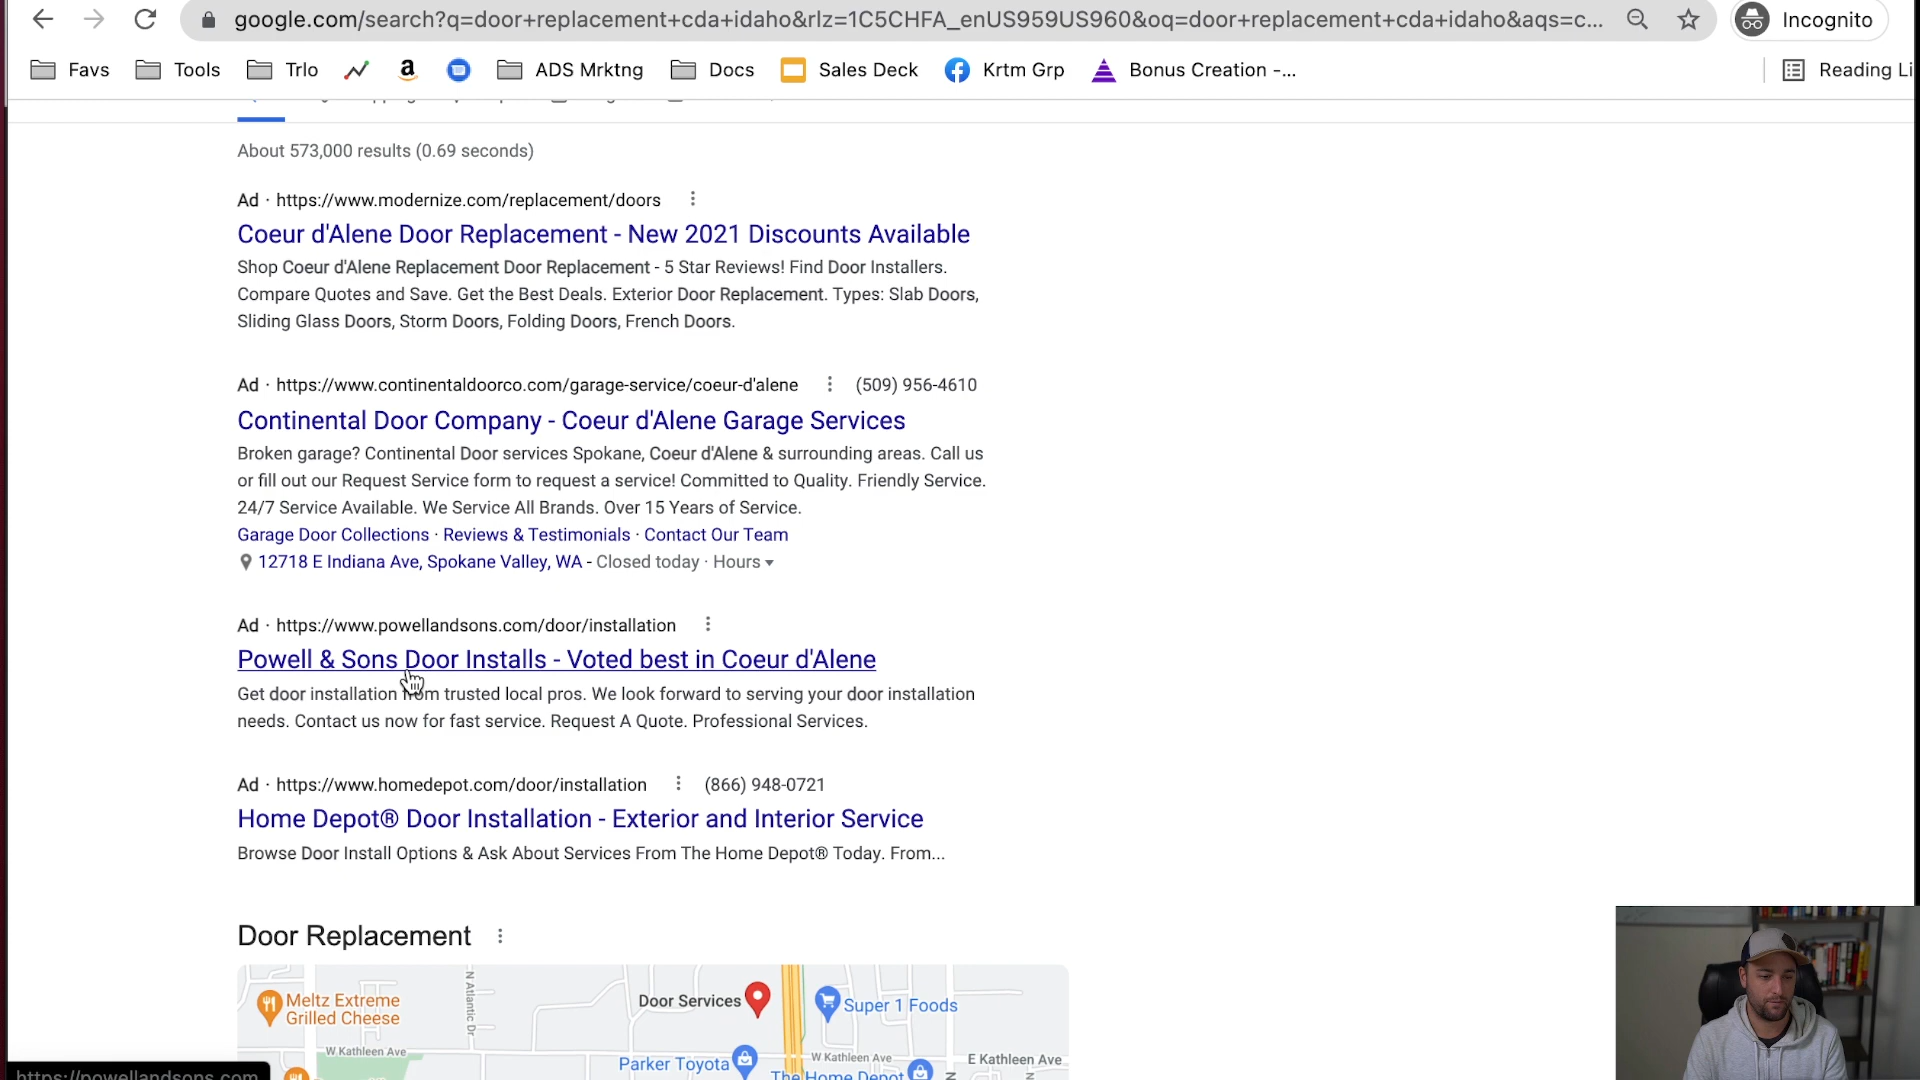 google.com/search?q=door+replacement+cda+idaho&rlz=1C5CHFA_enUS959US960&oq=door+replacement+cda+idaho&aqs=c...
Incognito
Favs Tools Trlo a ADS Mrktng Docs Sales Deck Krtm Grp Bonus Creation -... Reading Li
About 573,000 results (0.69 seconds)
Ad · https://www.modernize.com/replacement/doors
Coeur d'Alene Door Replacement - New 2021 Discounts Available
Shop Coeur d'Alene Replacement Door Replacement - 5 Star Reviews! Find Door Installers.
Compare Quotes and Save. Get the Best Deals. Exterior Door Replacement. Types: Slab Doors,
Sliding Glass Doors, Storm Doors, Folding Doors, French Doors.
Ad · https://www.continentaldoorco.com/garage-service/coeur-d'alene (509) 956-4610
Continental Door Company - Coeur d'Alene Garage Services
Broken garage? Continental Door services Spokane, Coeur d'Alene & surrounding areas. Call us
or fill out our Request Service form to request a service! Committed to Quality. Friendly Service.
24/7 Service Available. We Service All Brands. Over 15 Years of Service.
Garage Door Collections · Reviews & Testimonials · Contact Our Team
12718 E Indiana Ave, Spokane Valley, WA - Closed today · Hours
Ad · https://www.powellandsons.com/door/installation
Powell & Sons Door Installs - Voted best in Coeur d'Alene
Get door installation from trusted local pros. We look forward to serving your door installation
needs. Contact us now for fast service. Request A Quote. Professional Services.
Ad · https://www.homedepot.com/door/installation (866) 948-0721
Home Depot® Door Installation - Exterior and Interior Service
Browse Door Install Options & Ask About Services From The Home Depot® Today. From...
Door Replacement
N Atlantic Dr
Meltz Extreme
Grilled Cheese
Door Services
Super 1 Foods
W Kathleen Ave
W Kathleen Ave
E Kathleen Ave
Parker Toyota
The Home Depot
N
N
https://powellandsons.com